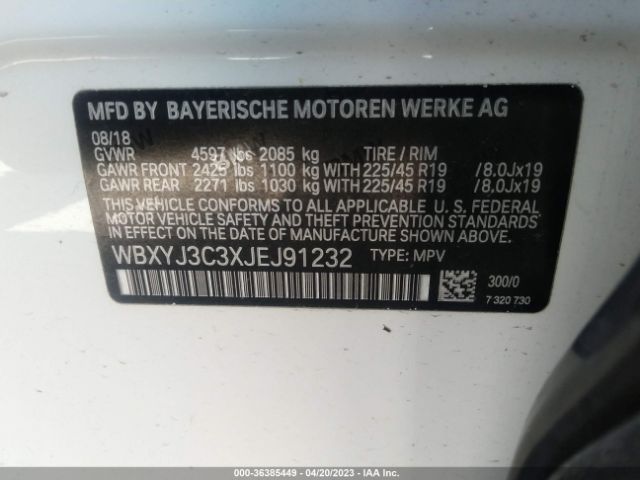 MFD BY BAYERISCHE MOTOREN WERKE AG
08/18
GVWR 4597 lbs 2085 kg TIRE / RIM
GAWR FRONT 2425 lbs 1100 kg WITH 225/45 R19 /8.0Jx19
GAWR REAR 2271 lbs 1030 kg WITH 225/45 R19 /8,0Jx19
THIS VEHICLE CONFORMS TO ALL APPLICABLE U. S. FEDERAL
MOTOR VEHICLE SAFETY AND THEFT PREVENTION STANDARDS
IN EFFECT ON THE DATE OF MANUFACTURE SHOWN ABOVE.
WBXYJ3C3XJEJ91232 TYPE: MPV
300/0
7 320 730
000-36385449 - 04/20/2023 - IAA Inc.